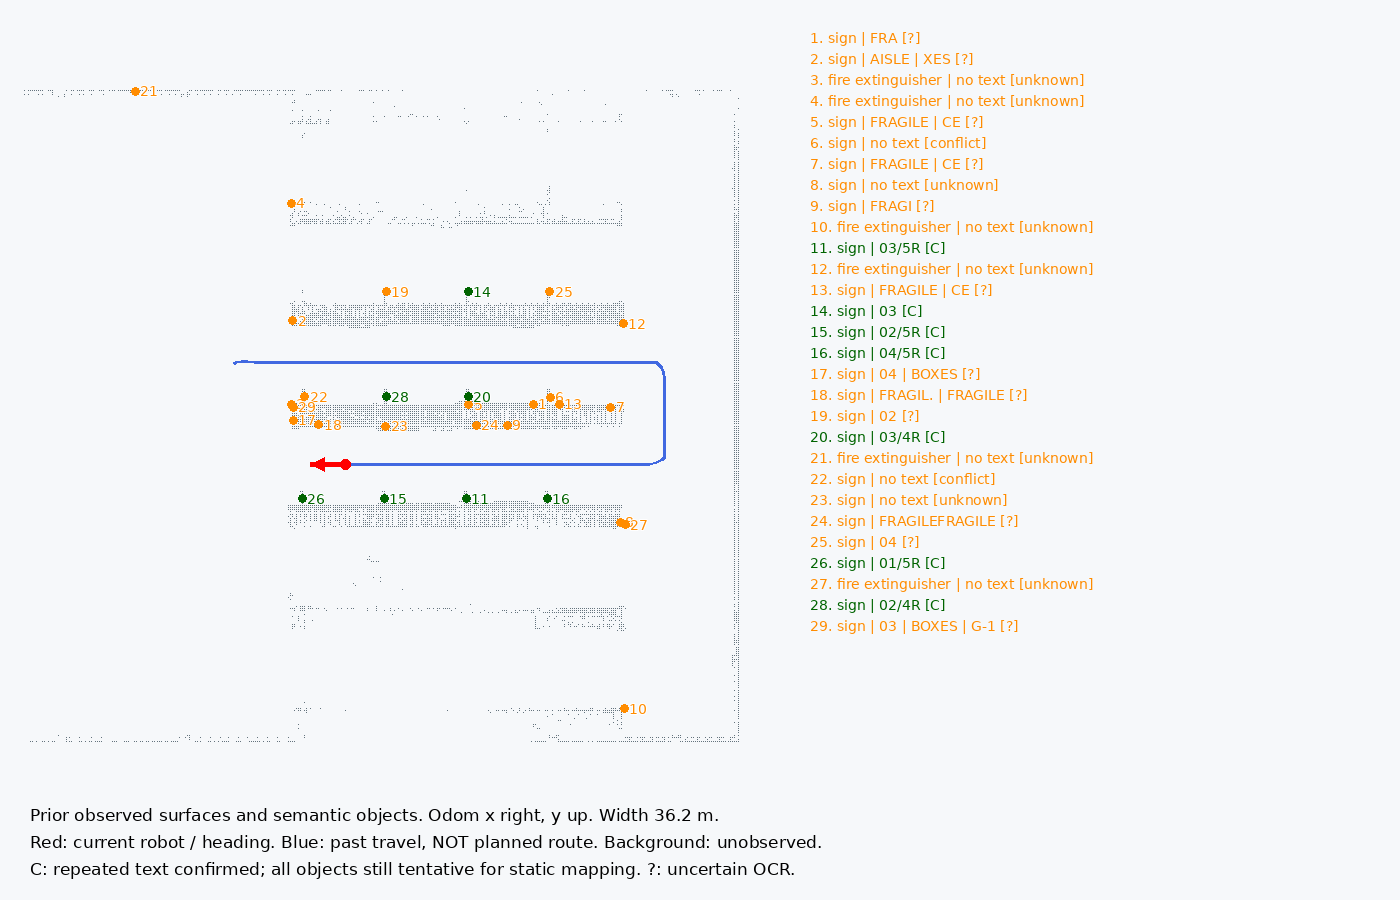 1. sign | FRA [?]
2. sign | AISLE | XES [?]
3. fire extinguisher | no text [unknown]
4. fire extinguisher | no text [unknown]
5. sign | FRAGILE | CE [?]
6. sign | no text [conflict]
7. sign | FRAGILE | CE [?]
8. sign | no text [unknown]
9. sign | FRAGI [?]
10. fire extinguisher | no text [unknown]
11. sign | 03/5R [C]
12. fire extinguisher | no text [unknown]
13. sign | FRAGILE | CE [?]
14. sign | 03 [C]
15. sign | 02/5R [C]
16. sign | 04/5R [C]
17. sign | 04 | BOXES [?]
18. sign | FRAGIL. | FRAGILE [?]
19. sign | 02 [?]
20. sign | 03/4R [C]
21. fire extinguisher | no text [unknown]
22. sign | no text [conflict]
23. sign | no text [unknown]
24. sign | FRAGILEFRAGILE [?]
25. sign | 04 [?]
26. sign | 01/5R [C]
27. fire extinguisher | no text [unknown]
28. sign | 02/4R [C]
29. sign | 03 | BOXES | G-1 [?]
21
4
19 14 25
2 12
22 28 20 6
29 1 13 7
17 18 23 24 9
26 15 11 16
27
10
Prior observed surfaces and semantic objects. Odom x right, y up. Width 36.2 m.
Red: current robot / heading. Blue: past travel, NOT planned route. Background: unobserved.
C: repeated text confirmed; all objects still tentative for static mapping. ?: uncertain OCR.